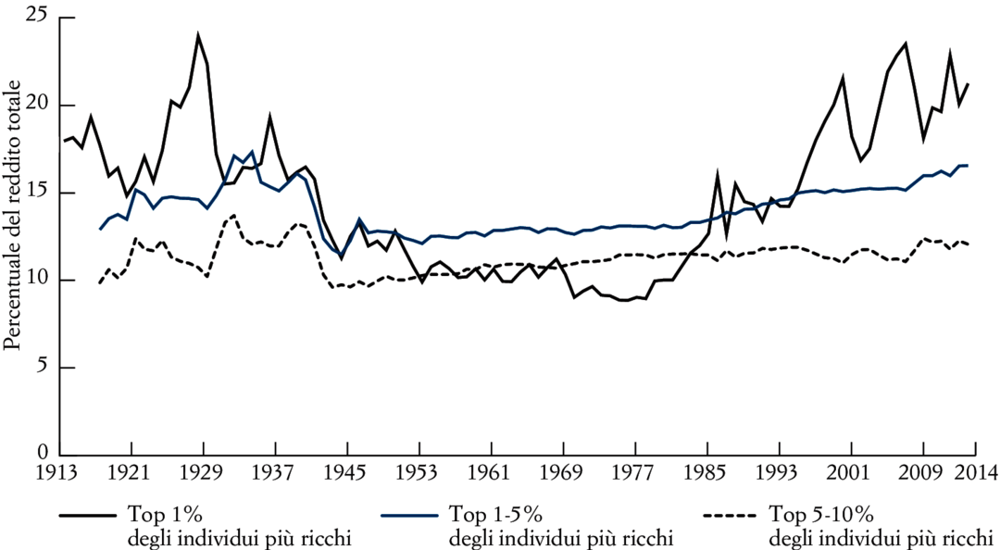 Percentuale del reddito totale
25
20
15
10
5
0
1913 1921 1929 1937 1945 1953 1961 1969 1977 1985 1993 2001 2009 2014
Top 1%
degli individui più ricchi
Top 1-5%
degli individui più ricchi
Top 5-10%
degli individui più ricchi